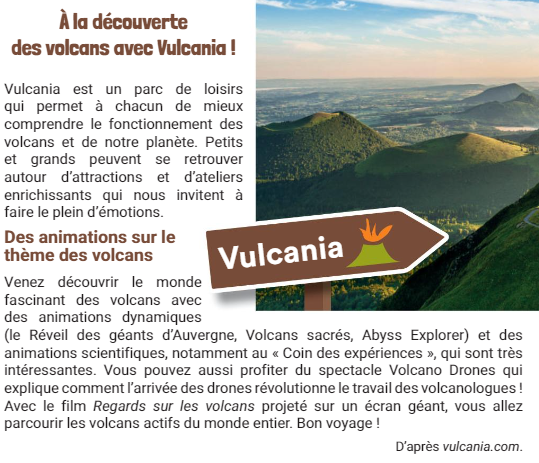 À la découverte
des volcans avec Vulcania !
Vulcania est un parc de loisirs
qui permet à chacun de mieux
comprendre le fonctionnement des
volcans et de notre planète. Petits
et grands peuvent se retrouver
autour d’attractions et d’ateliers
enrichissants qui nous invitent à
faire le plein d’émotions.
Vulcania
Des animations sur le
thème des volcans
Venez découvrir le monde
fascinant des volcans avec
des animations dynamiques
(le Réveil des géants d’Auvergne, Volcans sacrés, Abyss Explorer) et des
animations scientifiques, notamment au « Coin des expériences », qui sont très
intéressantes. Vous pouvez aussi profiter du spectacle Volcano Drones qui
explique comment l’arrivée des drones révolutionne le travail des volcanologues !
Avec le film Regards sur les volcans projeté sur un écran géant, vous allez
parcourir les volcans actifs du monde entier. Bon voyage !
D’après vulcania.com.